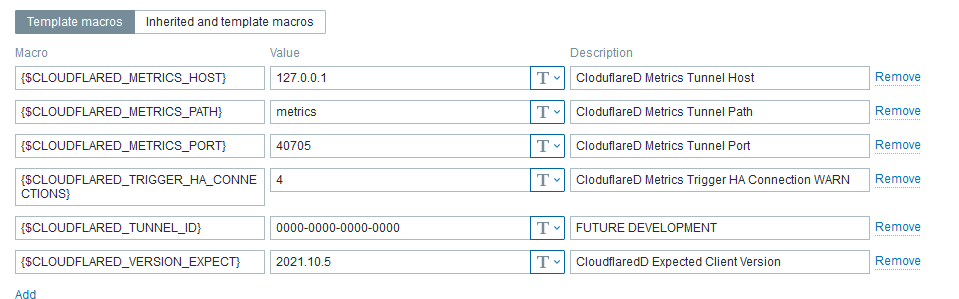 Template macros Inherited and template macros
Macro Value Description
{$CLOUDFLARED_METRICS_HOST} 127.0.0.1 T CloduflareD Metrics Tunnel Host Remove
{$CLOUDFLARED_METRICS_PATH} metrics T CloduflareD Metrics Tunnel Path Remove
{$CLOUDFLARED_METRICS_PORT} 40705 T CloduflareD Metrics Tunnel Port Remove
{$CLOUDFLARED_TRIGGER_HA_CONNE 4 T CloduflareD Metrics Trigger HA Connection WARN Remove
CTIONS}
{$CLOUDFLARED_TUNNEL_ID} 0000-0000-0000-0000 T FUTURE DEVELOPMENT Remove
{$CLOUDFLARED_VERSION_EXPECT} 2021.10.5 T CloudflaredD Expected Client Version Remove
Add